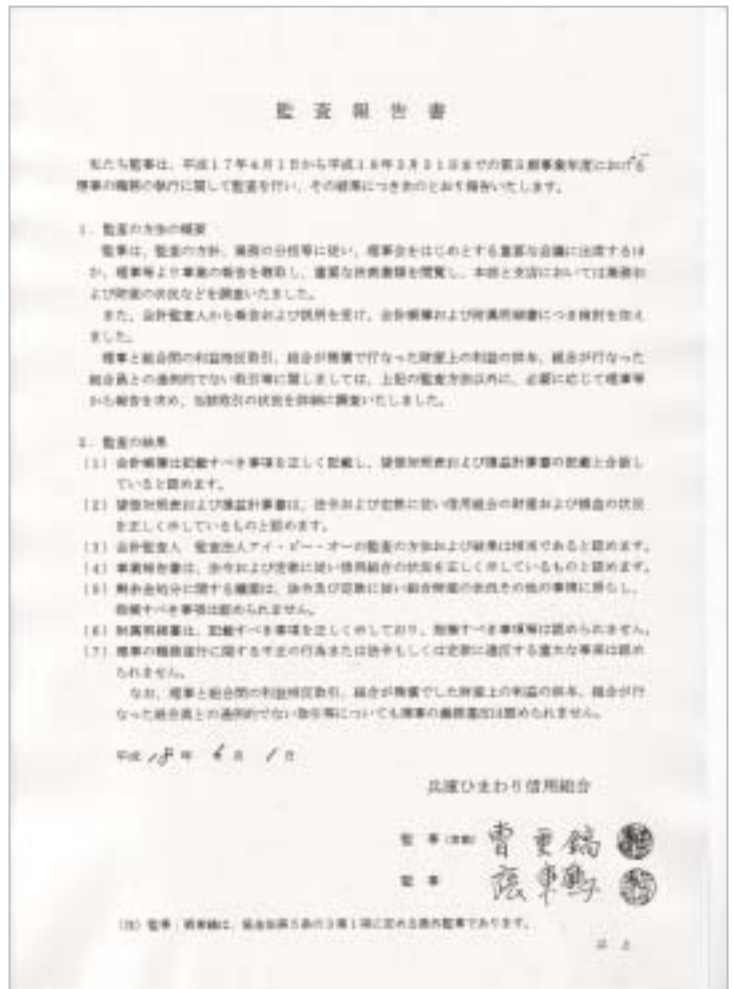 監査報告書
私たち監事は、平成17年4月1日から平成18年3月31日までの第5期事業年度における
理事の職務の執行に関して監査を行い、その結果につき次のとおり報告いたします。
1. 監査の方法の概要
監事は、監査の方針、業務の分担等に従い、理事会をはじめとする重要な会議に出席するほ
か、理事等より事業の報告を聴取し、重要な決裁書類を閲覧し、本部と支店においては業務お
よび財産の状況などを調査いたしました。
また、会計監査人から報告および説明を受け、会計帳簿および附属明細書につき検討を加え
ました。
理事と組合間の利益相反取引、組合が無償で行なった財産上の利益の供与、組合が行なった
組合員との通例的でない取引等に関しましては、上記の監査方法以外に、必要に応じて理事等
から報告を求め、当該取引の状況を詳細に調査いたしました。
2. 監査の結果
(1) 会計帳簿は記載すべき事項を正しく記載し、貸借対照表および損益計算書の記載と合致し
ていると認めます。
(2) 貸借対照表および損益計算書は、法令および定款に従い信用組合の財産および損益の状況
を正しく示しているものと認めます。
(3) 会計監査人 監査法人アイ・ピー・オーの監査の方法および結果は相当であると認めます。
(4) 事業報告書は、法令および定款に従い信用組合の状況を正しく示しているものと認めます。
(5) 剰余金処分に関する議案は、法令及び定款に従い組合財産の状況その他の事情に照らし、
指摘すべき事項は認められません。
(6) 附属明細書は、記載すべき事項を正しく示しており、指摘すべき事項等は認められません。
(7) 理事の職務遂行に関する不正の行為または法令もしくは定款に違反する重大な事実は認め
られません。
なお、理事と組合間の利益相反取引、組合が無償でした財産上の利益の供与、組合が行
なった組合員との通例的でない取引等についても理事の義務違反は認められません。
平成18年6月1日
兵庫ひまわり信用組合
監事
監事
(注) 監事 は、協金法第5条の3第1項に定める員外監事であります。
以上